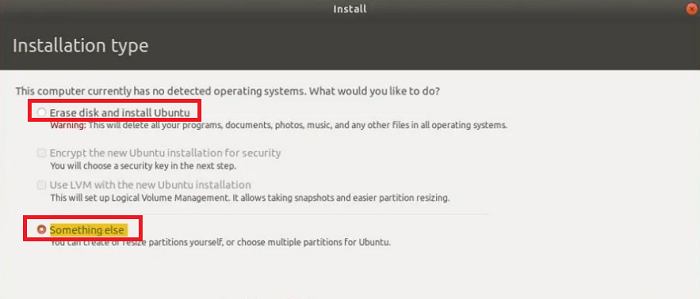 Install
Installation type
This computer currently has no detected operating systems. What would you like to do?
Erase disk and install Ubuntu
Warning: This will delete all your programs, documents, photos, music, and any other files in all operating systems.
Encrypt the new Ubuntu installation for security
You will choose a security key in the next step.
Use LVM with the new Ubuntu installation
This will set up Logical Volume Management. It allows taking snapshots and easier partition resizing.
Something else
You can create or resize partitions yourself, or choose multiple partitions for Ubuntu.